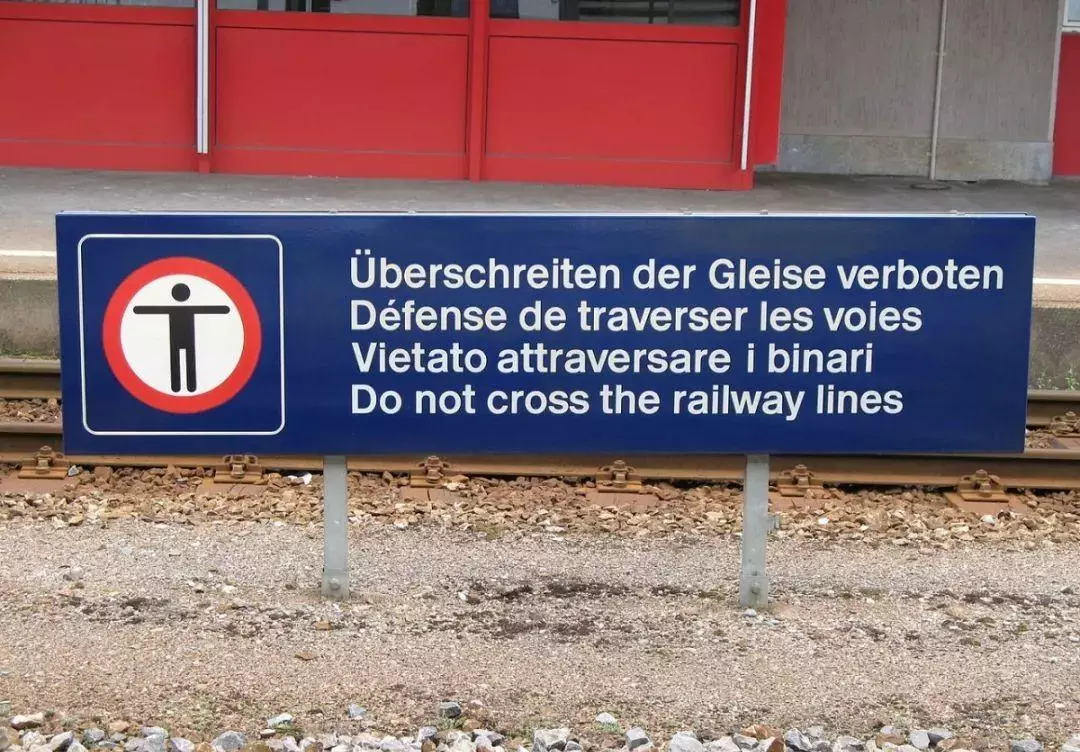 Überschreiten der Gleise verboten
Défense de traverser les voies
Vietato attraversare i binari
Do not cross the railway lines